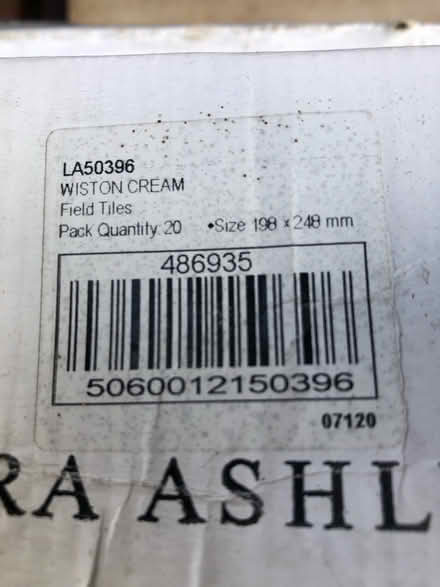 LA50396
WISTON CREAM
Field Tiles
Pack Quantity: 20 •Size 198 x 248 mm
486935
5060012150396
07120
RA ASHL